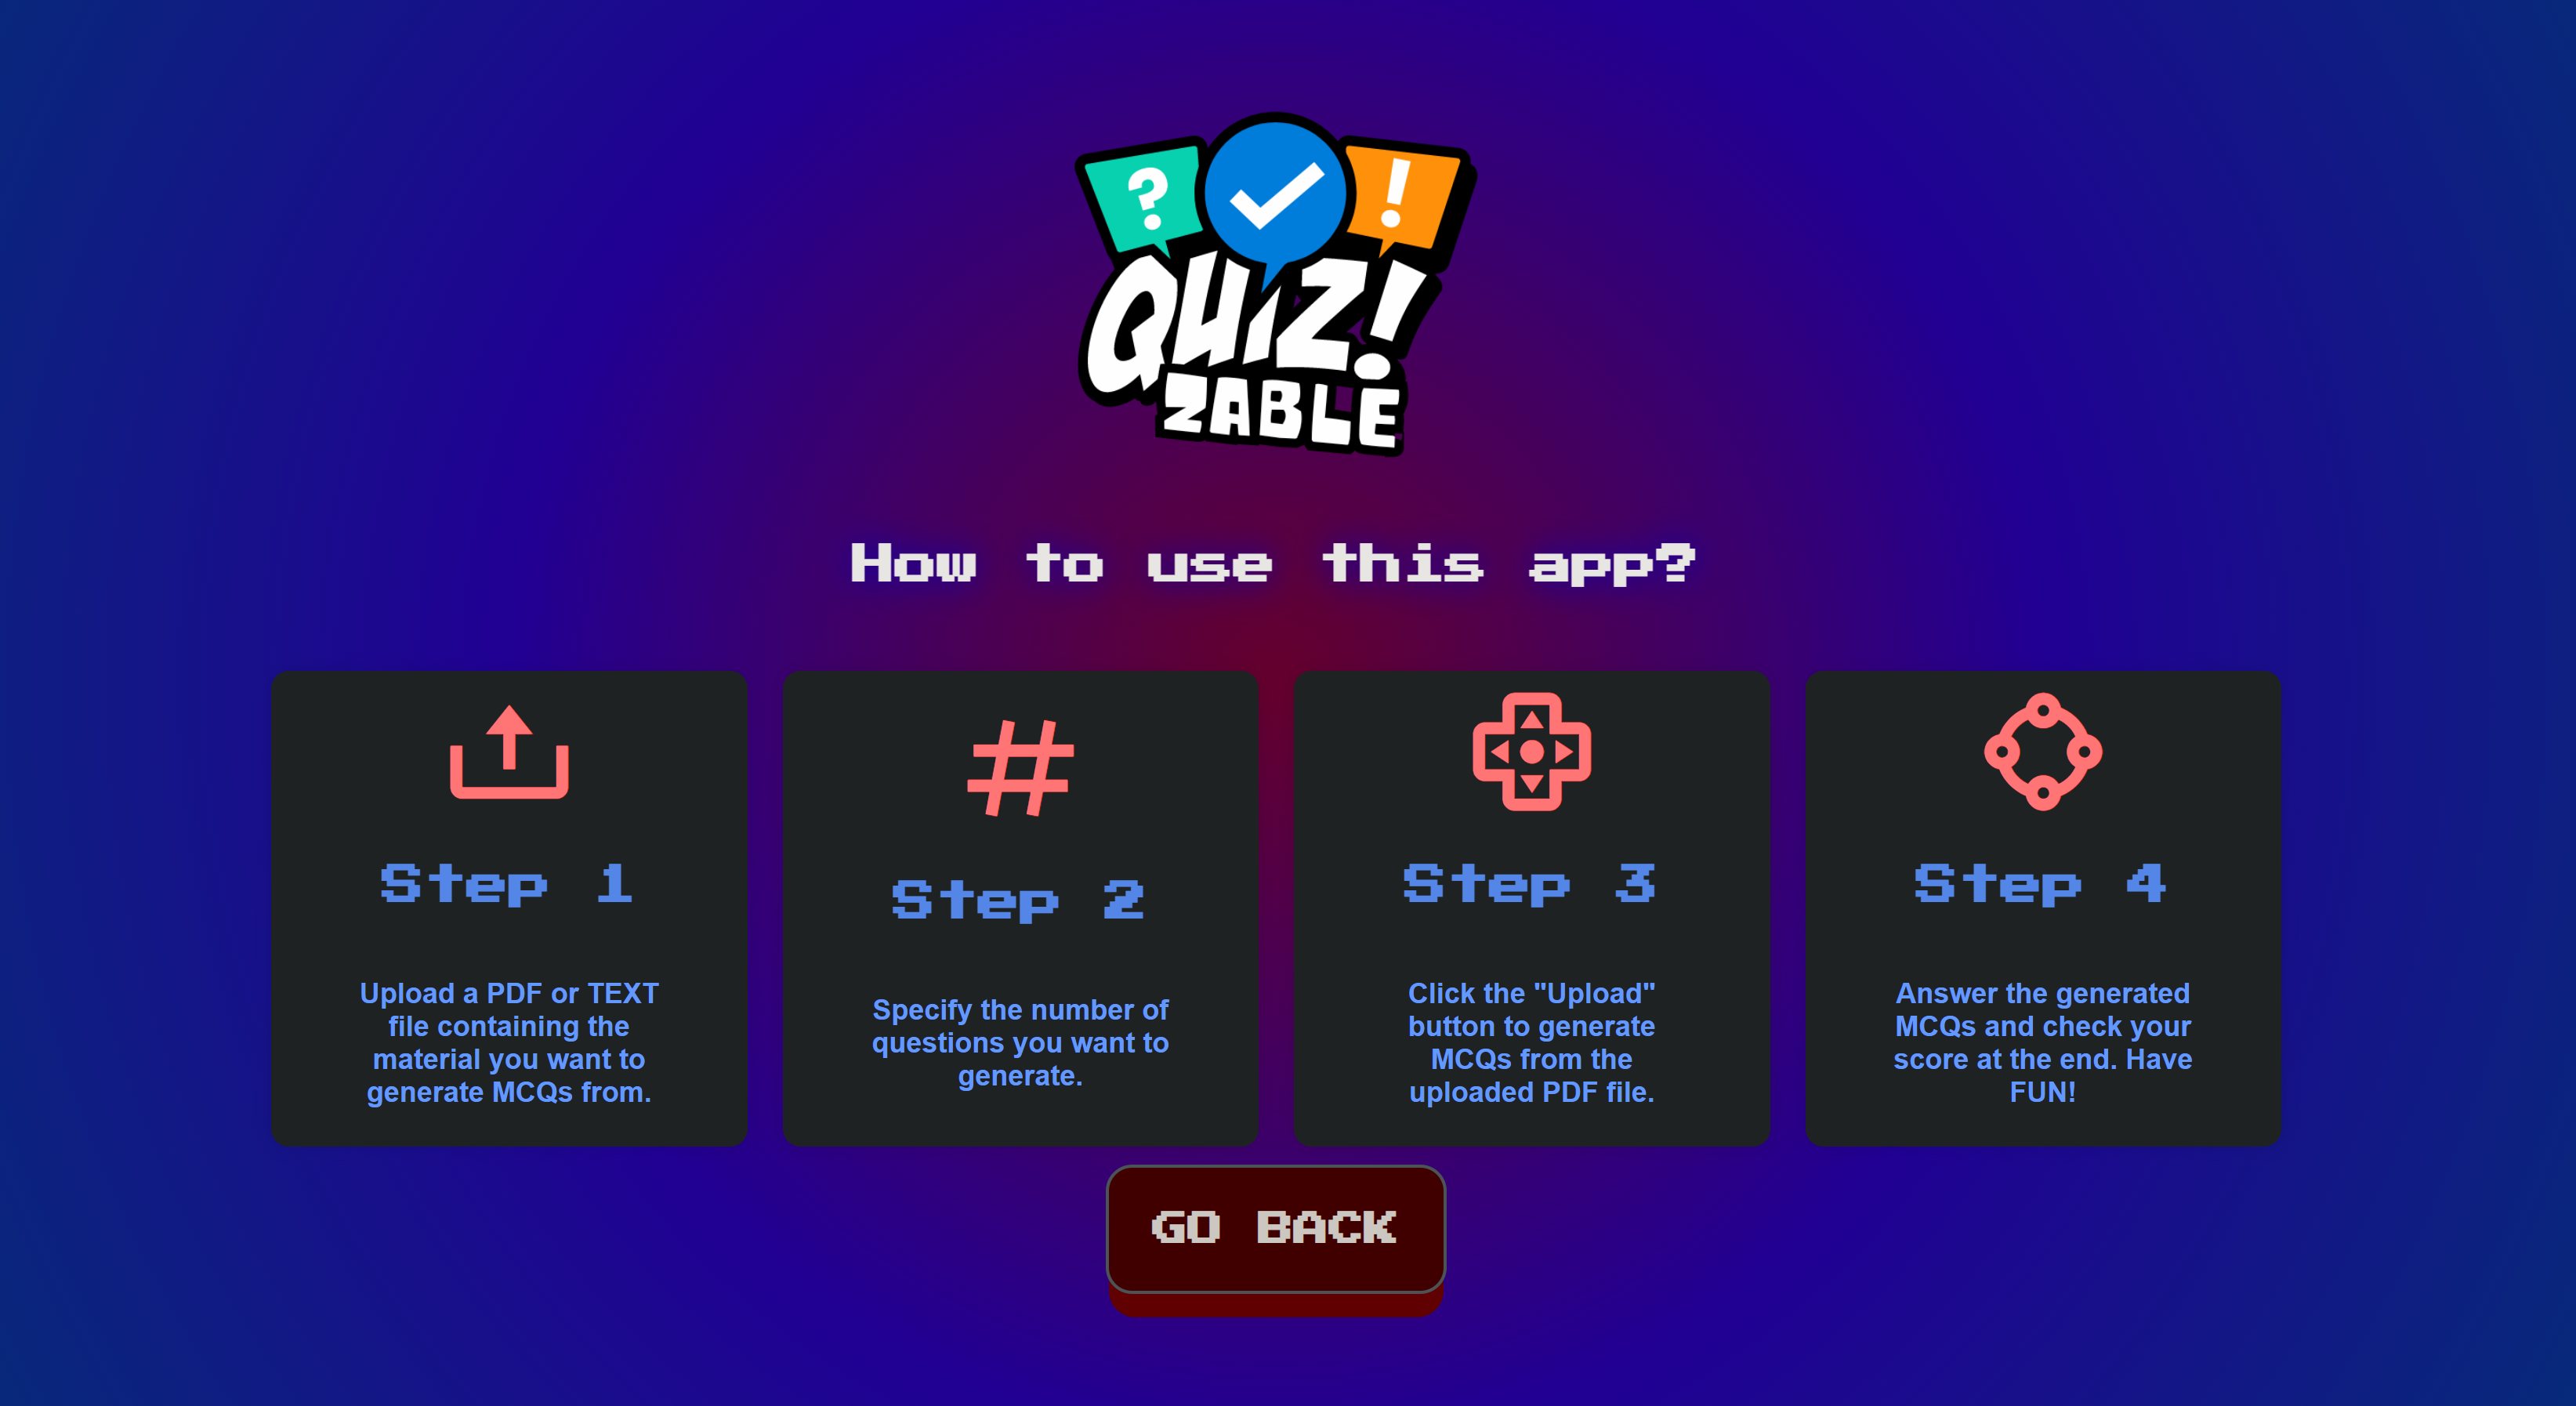 ?
!
QUIZ!
ZABLE
How to use this app?
Step 1
Upload a PDF or TEXT
file containing the
material you want to
generate MCQs from.
Step 2
Specify the number of
questions you want to
generate.
Step 3
Click the "Upload"
button to generate
MCQs from the
uploaded PDF file.
Step 4
Answer the generated
MCQs and check your
score at the end. Have
FUN!
GO BACK